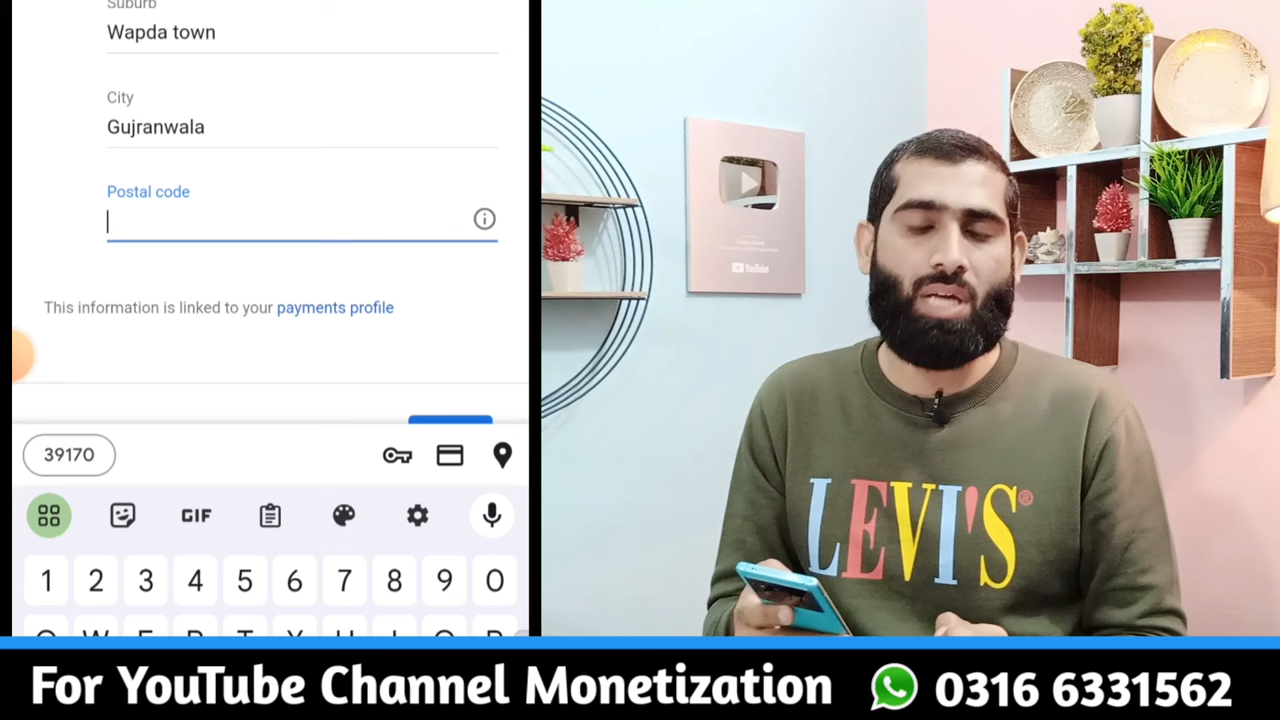 Suburb
Wapda town
City
Gujranwala
Postal code
This information is linked to your payments profile
39170
GIF
1 2 3 4 5 6 7 8 9 0
YouTube
LEVI'S®
For YouTube Channel Monetization 0316 6331562